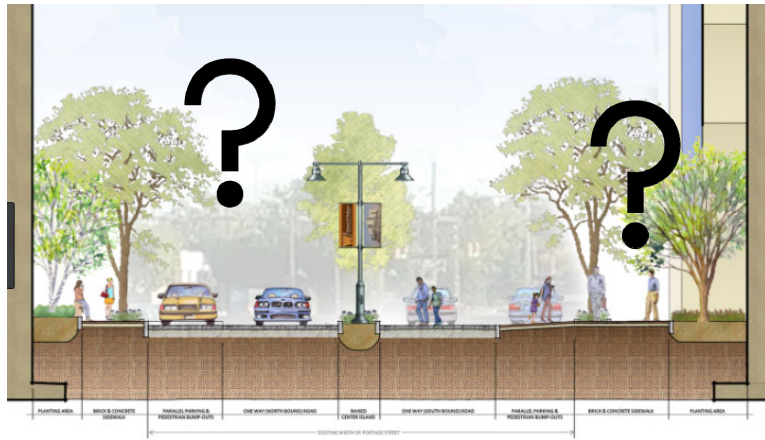 ?
?
PLANTING AREA
BRICK & CONCRETE
SIDEWALK
PARALLEL PARKING &
PEDESTRIAN BUMP-OUTS
ONE WAY (NORTH BOUND) ROAD
RAISED
CENTER ISLAND
ONE WAY (SOUTH BOUND) ROAD
PARALLEL PARKING &
PEDESTRIAN BUMP-OUTS
BRICK & CONCRETE SIDEWALK
PLANTING AREA
EXISTING WIDTH OF PORTAGE STREET